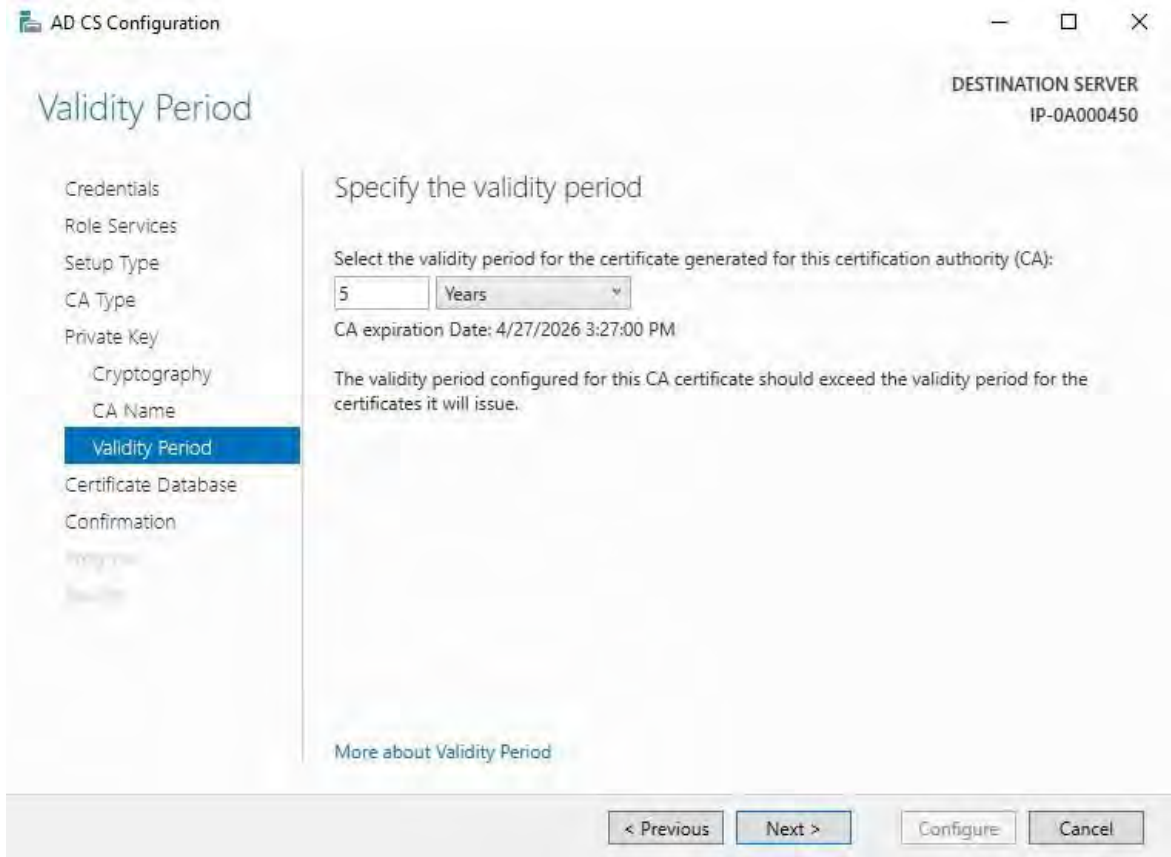 AD CS Configuration
DESTINATION SERVER
IP-0A000450
Validity Period
Credentials
Role Services
Setup Type
CA Type
Private Key
Cryptography
CA Name
Validity Period
Certificate Database
Confirmation
Specify the validity period
Select the validity period for the certificate generated for this certification authority (CA):
5 Years
CA expiration Date: 4/27/2026 3:27:00 PM
The validity period configured for this CA certificate should exceed the validity period for the
certificates it will issue.
More about Validity Period
< Previous Next > Configure Cancel